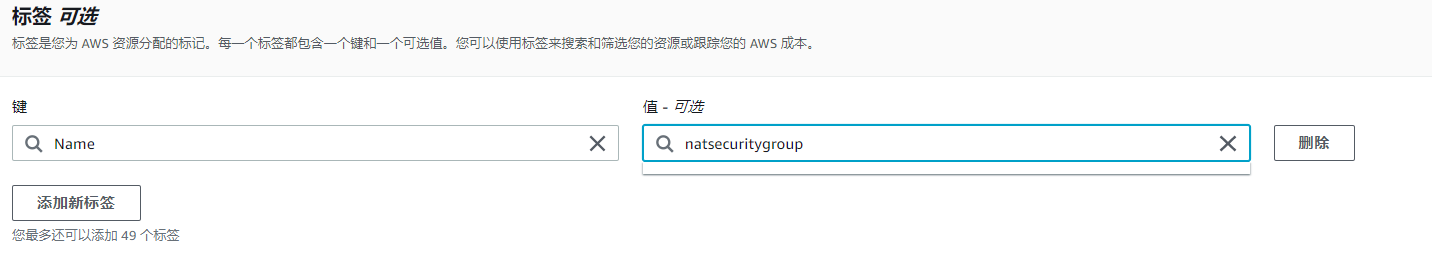 标签 可选
标签是您为 AWS 资源分配的标记。每一个标签都包含一个键和一个可选值。您可以使用标签来搜索和筛选您的资源或跟踪您的 AWS 成本。
键
值 - 可选
Name
natsecuritygroup
删除
添加新标签
您最多还可以添加 49 个标签